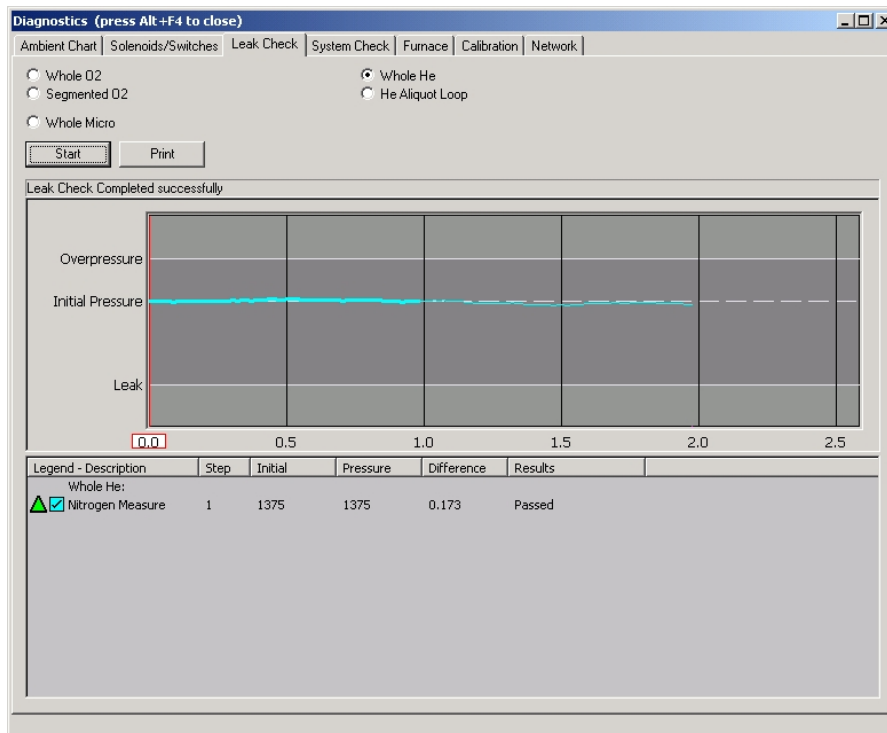 Diagnostics (press Alt+F4 to close)
Ambient Chart Solenoids/Switches Leak Check System Check Furnace Calibration Network
Whole O2 Whole He
Segmented O2 He Aliquot Loop
Whole Micro
Start Print
Leak Check Completed successfully
Overpressure
Initial Pressure
Leak
0.0 0.5 1.0 1.5 2.0 2.5
Legend - Description Step Initial Pressure Difference Results
Whole He:
Nitrogen Measure 1 1375 1375 0.173 Passed